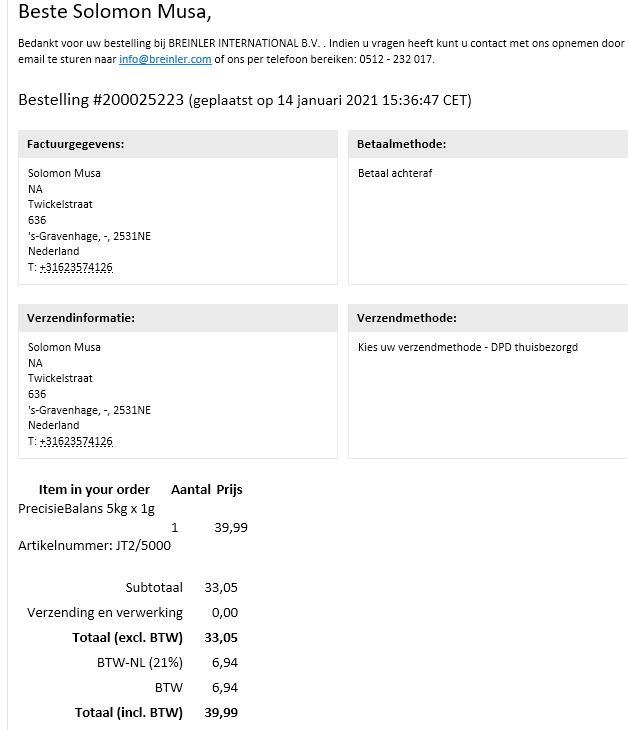 Beste Solomon Musa,
Bedankt voor uw bestelling bij BREINLER INTERNATIONAL B.V. . Indien u vragen heeft kunt u contact met ons opnemen door
email te sturen naar info@breinler.com of ons per telefoon bereiken: 0512 - 232 017.
Bestelling #200025223 (geplaatst op 14 januari 2021 15:36:47 CET)
Factuurgegevens:
Solomon Musa
NA
Twickelstraat
636
's-Gravenhage, -, 2531NE
Nederland
T: +31623574126
Betaalmethode:
Betaal achteraf
Verzendinformatie:
Solomon Musa
NA
Twickelstraat
636
's-Gravenhage, -, 2531NE
Nederland
T: +31623574126
Verzendmethode:
Kies uw verzendmethode - DPD thuisbezorgd
Item in your order Aantal Prijs
PrecisieBalans 5kg x 1g
1 39,99
Artikelnummer: JT2/5000
Subtotaal 33,05
Verzending en verwerking 0,00
Totaal (excl. BTW) 33,05
BTW-NL (21%) 6,94
BTW 6,94
Totaal (incl. BTW) 39,99